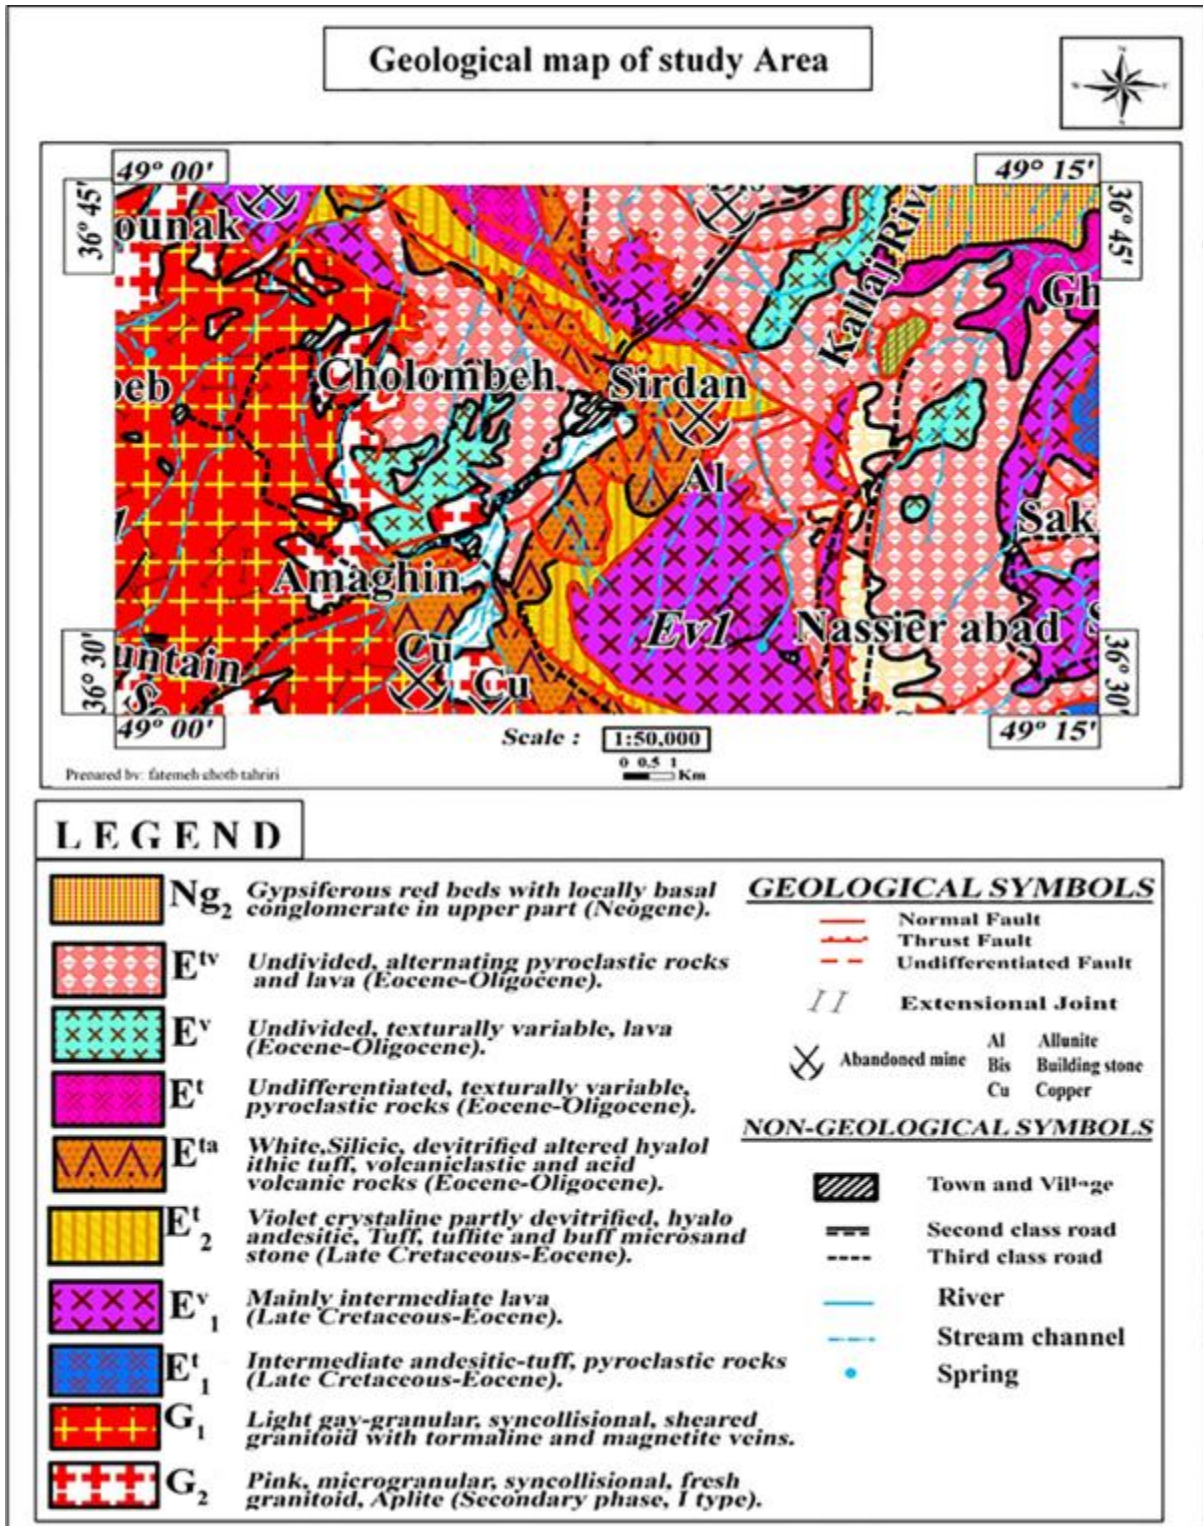 Geological map of study Area
N
W
E
S
49° 00'
49° 15'
36° 45'
36° 45'
ounak
Bis
Kallaj Rive
Gh
Cholombeh
Sirdan
oeb
Al
Sak
Amaghin
Ev1
Nassier abad
Cu
Cu
untain
So
36° 30'
36° 30'
49° 00'
49° 15'
Scale : 1:50,000
0 0.5 1
Km
Prepared by: fatemeh ghotb tahriri
LEGEND
Ng2 Gypsiferous red beds with locally basal
conglomerate in upper part (Neogene).
Etv Undivided, alternating pyroclastic rocks
and lava (Eocene-Oligocene).
Ev Undivided, texturally variable, lava
(Eocene-Oligocene).
Et Undifferentiated, texturally variable,
pyroclastic rocks (Eocene-Oligocene).
Eta White,Silicic, devitrified altered hyalol
ithic tuff, volcaniclastic and acid
volcanic rocks (Eocene-Oligocene).
Et2 Violet crystaline partly devitrified, hyalo
andesitic, Tuff, tuffite and buff microsand
stone (Late Cretaceous-Eocene).
Ev1 Mainly intermediate lava
(Late Cretaceous-Eocene).
Et1 Intermediate andesitic-tuff, pyroclastic rocks
(Late Cretaceous-Eocene).
G1 Light gay-granular, syncollisional, sheared
granitoid with tormaline and magnetite veins.
G2 Pink, microgranular, syncollisional, fresh
granitoid, Aplite (Secondary phase, I type).
GEOLOGICAL SYMBOLS
Normal Fault
Thrust Fault
Undifferentiated Fault
Extensional Joint
Abandoned mine
Al Allunite
Bis Building stone
Cu Copper
NON-GEOLOGICAL SYMBOLS
Town and Village
Second class road
Third class road
River
Stream channel
Spring